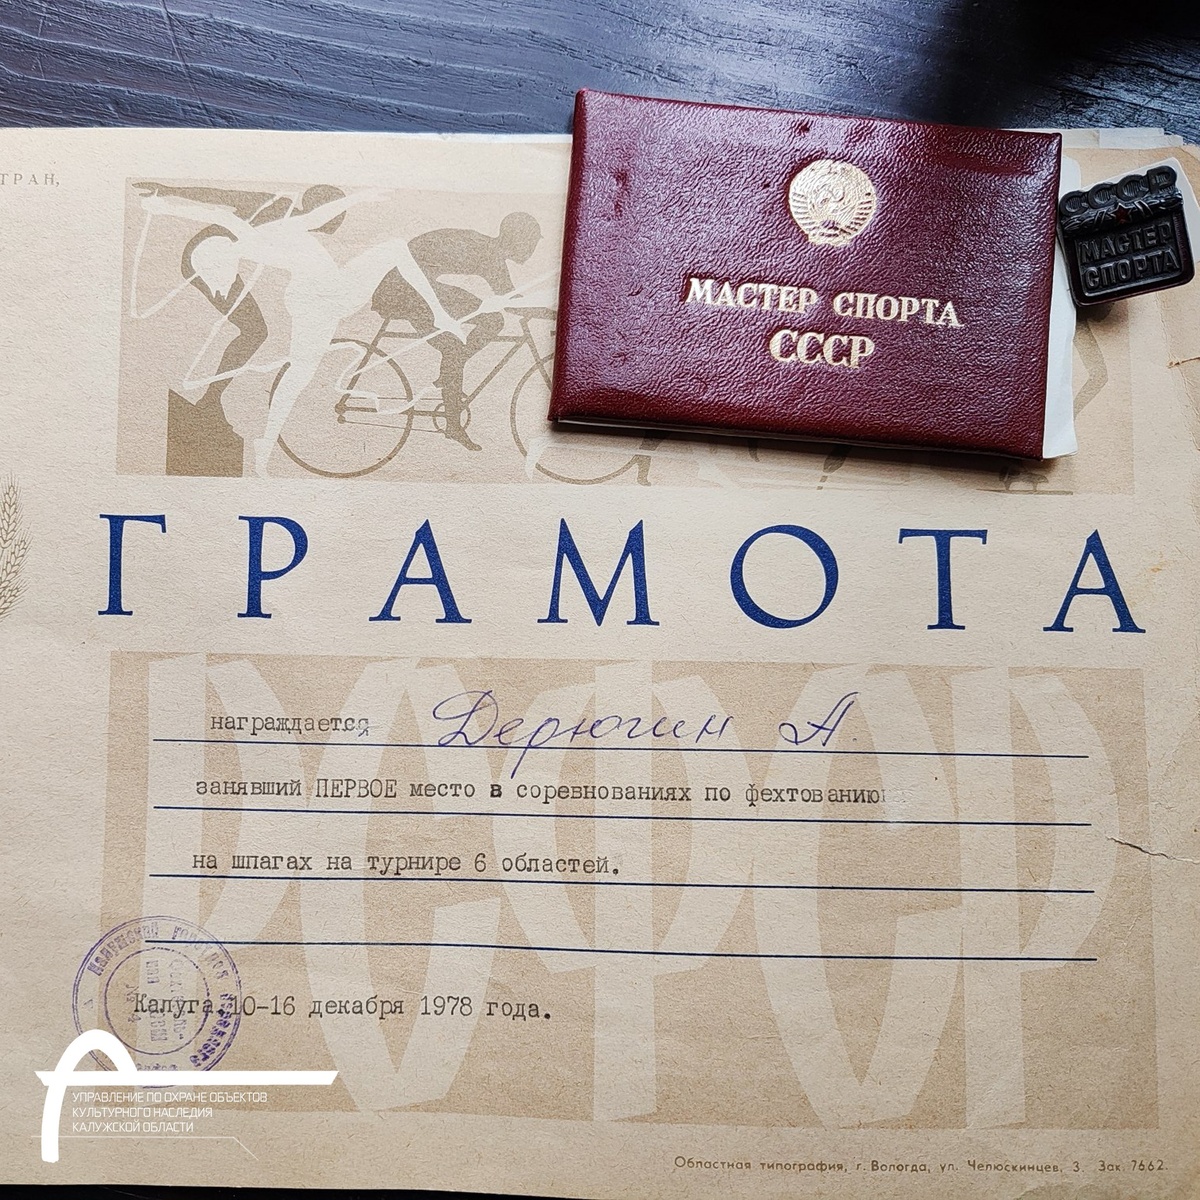 ТРАН,
МАСТЕР СПОРТА
СССР
СССР
МАСТЕР
СПОРТА
ГРАМОТА
РСФСР
награждается Дерюгин А.
занявший ПЕРВОЕ место в соревнованиях по фехтованию
на шпагах на турнире 6 областей.
Калуга 10-16 декабря 1978 года.
УПРАВЛЕНИЕ ПО ОХРАНЕ ОБЪЕКТОВ
КУЛЬТУРНОГО НАСЛЕДИЯ
КАЛУЖСКОЙ ОБЛАСТИ
Областная типография, г. Вологда, ул. Челюскинцев, 3. Зак. 7662.